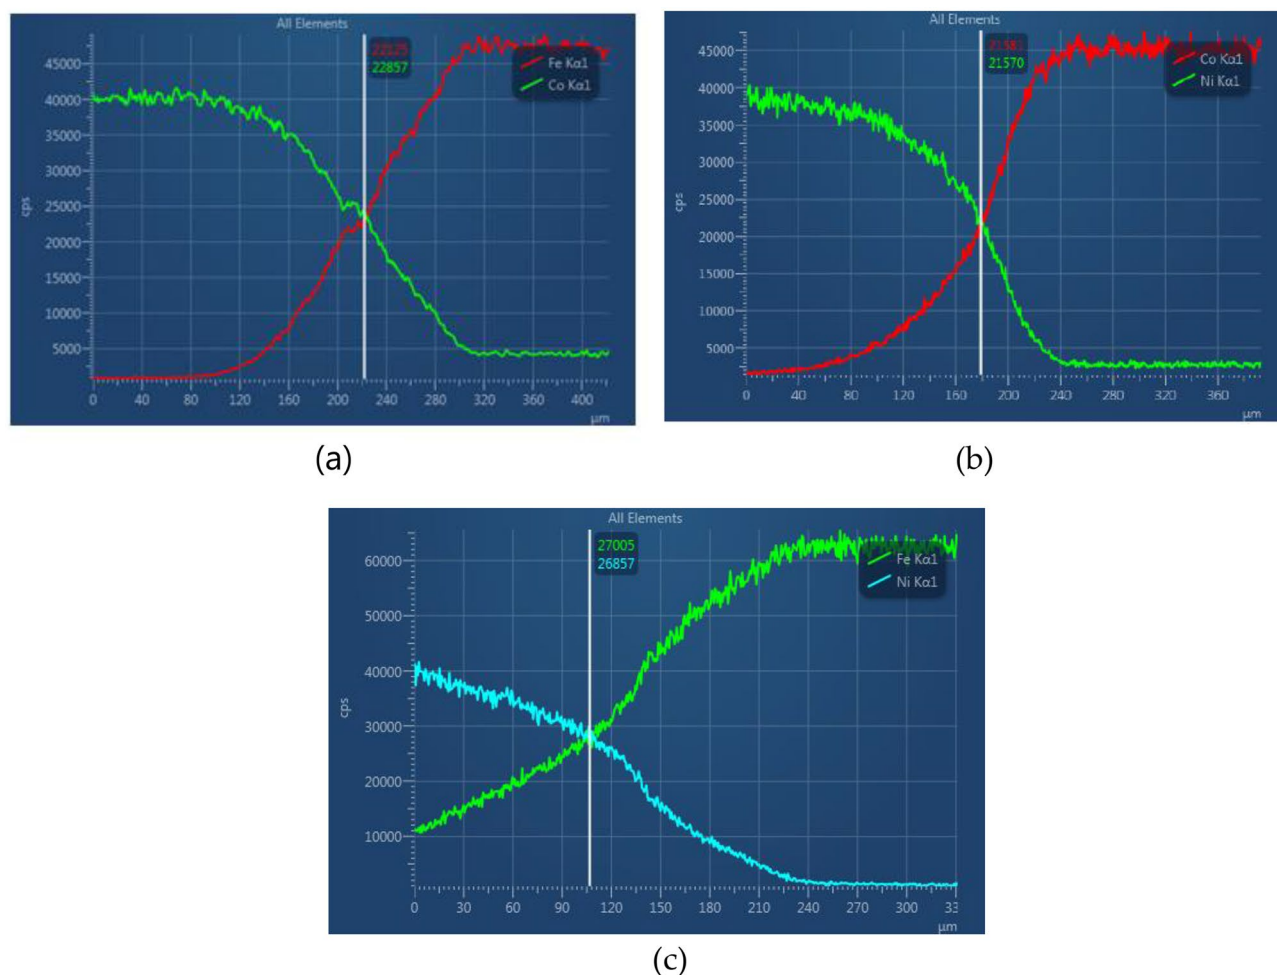 All Elements
22125
22857
Fe Kα1
Co Kα1
45000
40000
35000
30000
25000
20000
15000
10000
5000
cps
0 40 80 120 160 200 240 280 320 360 400
µm
(a)
All Elements
21570
Co Kα1
Ni Kα1
45000
40000
35000
30000
25000
20000
15000
10000
5000
cps
0 40 80 120 160 200 240 280 320 360
µm
(b)
All Elements
27005
26857
Fe Kα1
Ni Kα1
60000
50000
40000
30000
20000
10000
cps
0 30 60 90 120 150 180 210 240 270 300 33
µm
(c)